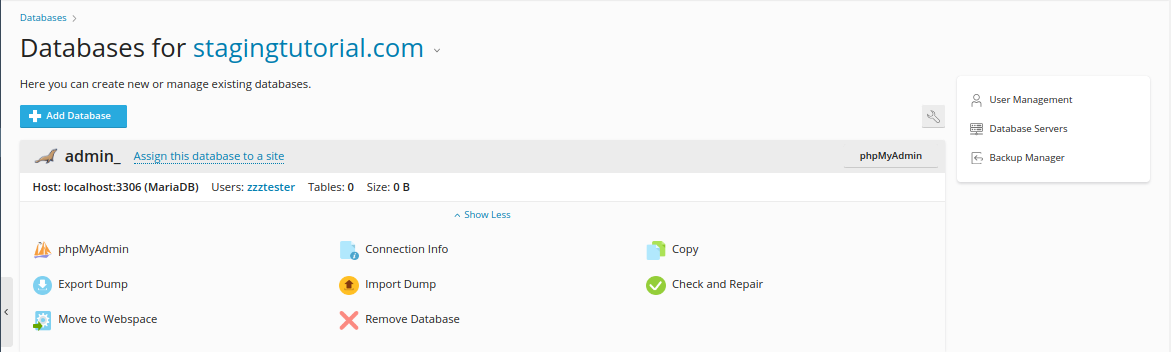 Databases >
Databases for stagingtutorial.com
Here you can create new or manage existing databases.
Add Database
admin_ Assign this database to a site phpMyAdmin
Host: localhost:3306 (MariaDB) Users: zzztester Tables: 0 Size: 0 B
Show Less
phpMyAdmin Connection Info Copy
Export Dump Import Dump Check and Repair
Move to Webspace Remove Database
User Management
Database Servers
Backup Manager